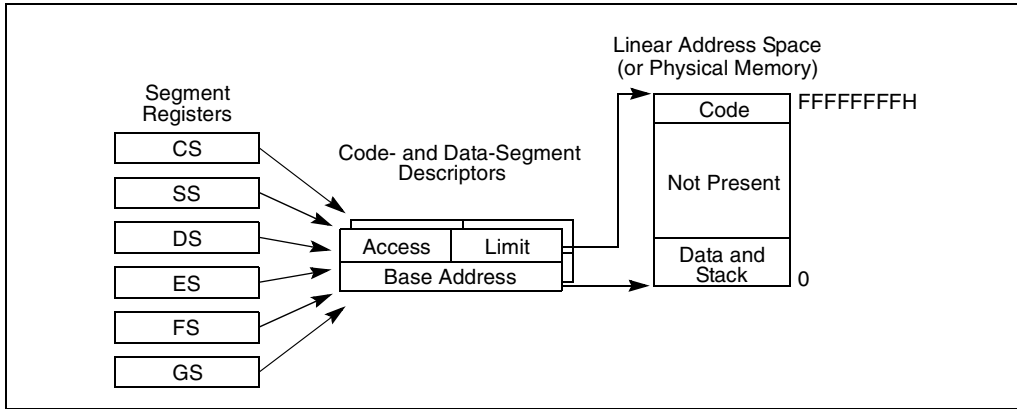 Linear Address Space
(or Physical Memory)
Segment
Registers
CS
SS
DS
ES
FS
GS
Code- and Data-Segment
Descriptors
Access
Limit
Base Address
Code
FFFFFFFFH
Not Present
Data and
Stack
0